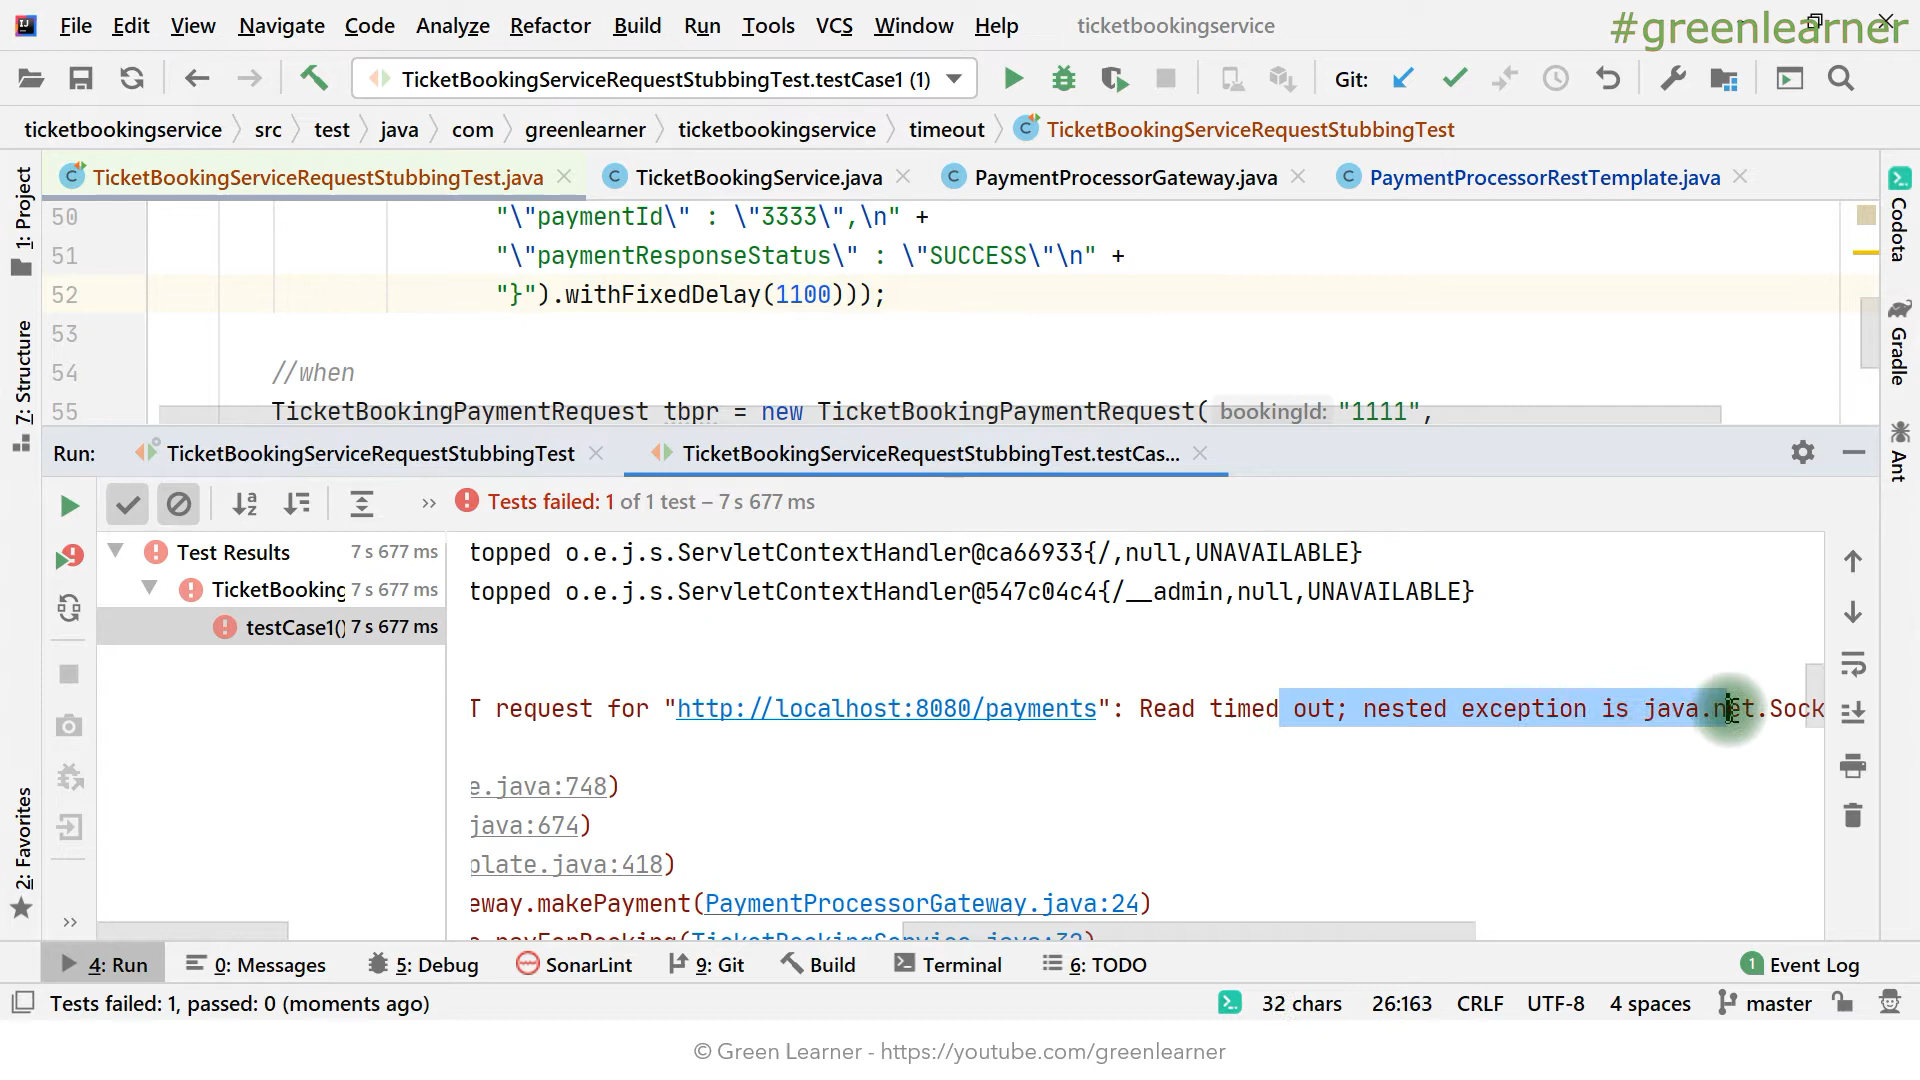 File Edit View Navigate Code Analyze Refactor Build Run Tools VCS Window Help ticketbookingservice #greenlearner
TicketBookingServiceRequestStubbingTest.testCase1 (1) Git:
ticketbookingservice src test java com greenlearner ticketbookingservice timeout TicketBookingServiceRequestStubbingTest
TicketBookingServiceRequestStubbingTest.java TicketBookingService.java PaymentProcessorGateway.java PaymentProcessorRestTemplate.java
1: Project
7: Structure
2: Favorites
50 "\"paymentId\" : \"3333\",\n" +
51 "\"paymentResponseStatus\" : \"SUCCESS\"\n" +
52 "}").withFixedDelay(1100)));
53
54 //when
55 TicketBookingPaymentRequest tbpr = new TicketBookingPaymentRequest( bookingId: "1111",
Codota
Gradle
Ant
Run: TicketBookingServiceRequestStubbingTest TicketBookingServiceRequestStubbingTest.testCas...
Tests failed: 1 of 1 test – 7 s 677 ms
Test Results 7 s 677 ms
TicketBooking 7 s 677 ms
testCase1() 7 s 677 ms
topped o.e.j.s.ServletContextHandler@ca66933{/,null,UNAVAILABLE}
topped o.e.j.s.ServletContextHandler@547c04c4{/__admin,null,UNAVAILABLE}
T request for "http://localhost:8080/payments": Read timed out; nested exception is java.net.Sock
e.java:748)
java:674)
plate.java:418)
eway.makePayment(PaymentProcessorGateway.java:24)
e.payForBooking(TicketBookingService.java:32)
4: Run 0: Messages 5: Debug SonarLint 9: Git Build Terminal 6: TODO 1 Event Log
Tests failed: 1, passed: 0 (moments ago) 32 chars 26:163 CRLF UTF-8 4 spaces master
© Green Learner - https://youtube.com/greenlearner